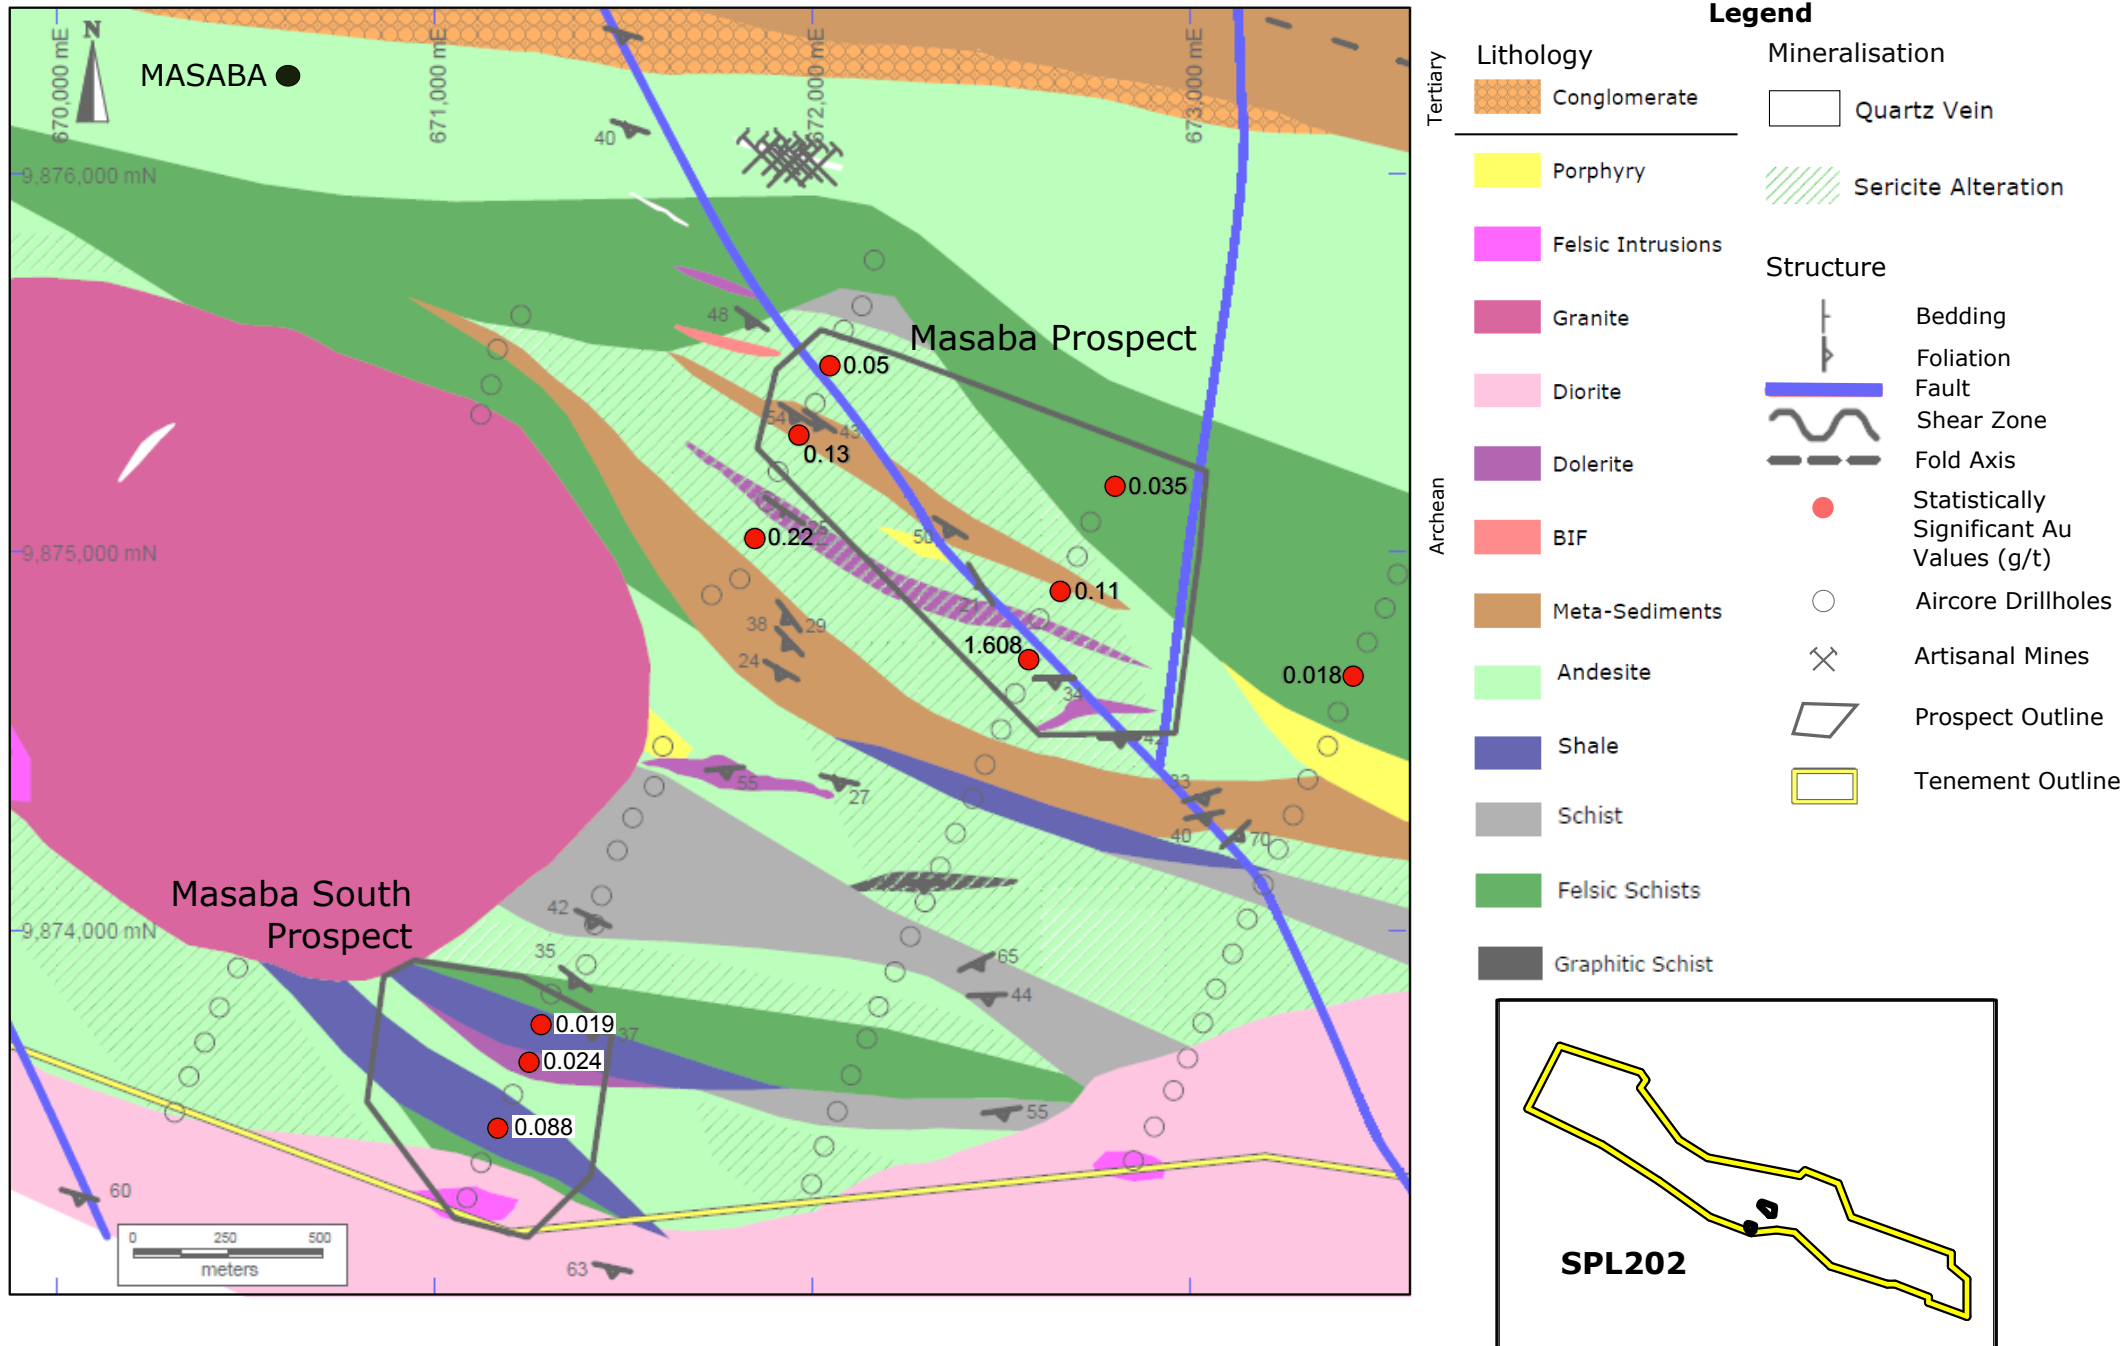 N
MASABA
670,000 mE
671,000 mE
672,000 mE
673,000 mE
9,876,000 mN
9,875,000 mN
9,874,000 mN
40
48
Masaba Prospect
0.05
54
43
0.13
0.035
25
0.22
50
0.11
21
38
29
1.608
24
0.018
34
42
33
55
27
40
70
Masaba South
Prospect
42
35
65
44
0.019
37
0.024
55
0.088
60
63
0 250 500
meters
Legend
Lithology
Tertiary
Conglomerate
Archean
Porphyry
Felsic Intrusions
Granite
Diorite
Dolerite
BIF
Meta-Sediments
Andesite
Shale
Schist
Felsic Schists
Graphitic Schist
Mineralisation
Quartz Vein
Sericite Alteration
Structure
Bedding
Foliation
Fault
Shear Zone
Fold Axis
Statistically
Significant Au
Values (g/t)
Aircore Drillholes
Artisanal Mines
Prospect Outline
Tenement Outline
SPL202